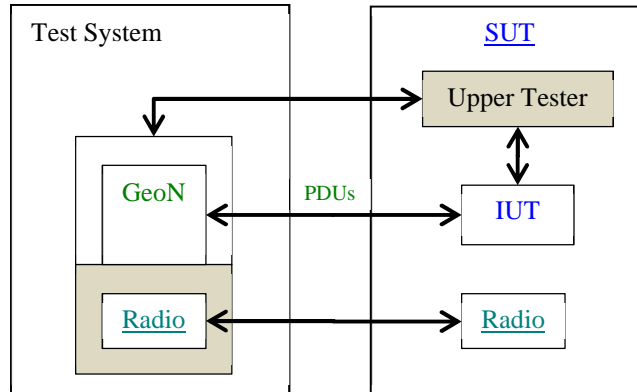 Test System
SUT
Upper Tester
GeoN
PDUs
IUT
Radio
Radio